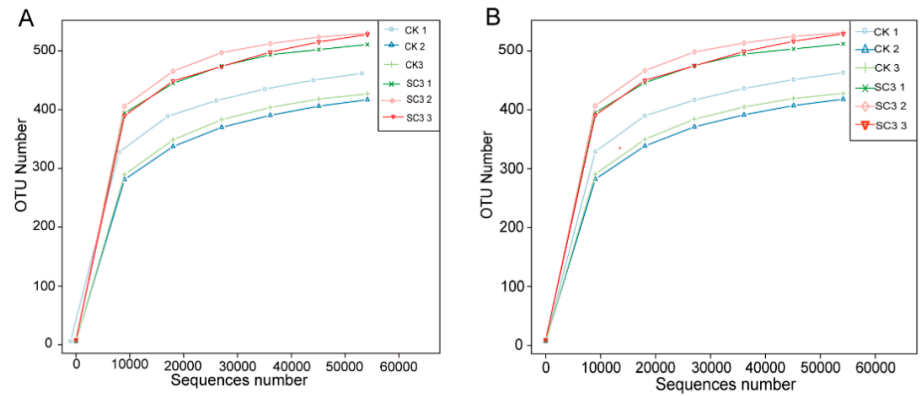 A
OTU Number
500
400
300
200
100
0
0 10000 20000 30000 40000 50000 60000
Sequences number
CK 1
CK 2
CK3
SC3 1
SC3 2
SC3 3
B
OTU Number
500
400
300
200
100
0
0 10000 20000 30000 40000 50000 60000
Sequences number
CK 1
CK 2
CK 3
SC3 1
SC3 2
SC3 3